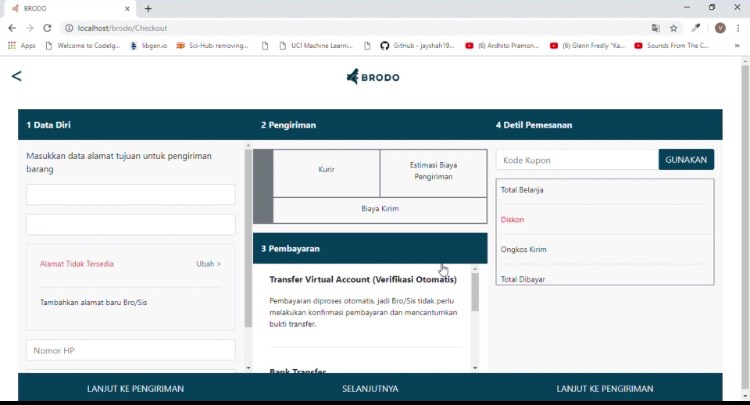 BRODO
localhost/brodo/Checkout
V
Apps
Welcome to CodeIg...
libgen.io
Sci-Hub: removing...
UCI Machine Learni...
GitHub - jayshah19...
(6) Ardhito Pramon...
(6) Glenn Fredly "Ka...
Sounds From The C...
BRODO
1 Data Diri
Masukkan data alamat tujuan untuk pengiriman
barang
Alamat Tidak Tersedia
Ubah >
Tambahkan alamat baru Bro/Sis
Nomor HP
LANJUT KE PENGIRIMAN
2 Pengiriman
Kurir
Estimasi Biaya
Pengiriman
Biaya Kirim
3 Pembayaran
Transfer Virtual Account (Verifikasi Otomatis)
Pembayaran diproses otomatis, jadi Bro/Sis tidak perlu
melakukan konfirmasi pembayaran dan mencantumkan
bukti transfer.
Bank Transfer
SELANJUTNYA
4 Detil Pemesanan
Kode Kupon
GUNAKAN
Total Belanja
Diskon
Ongkos Kirim
Total Dibayar
LANJUT KE PENGIRIMAN